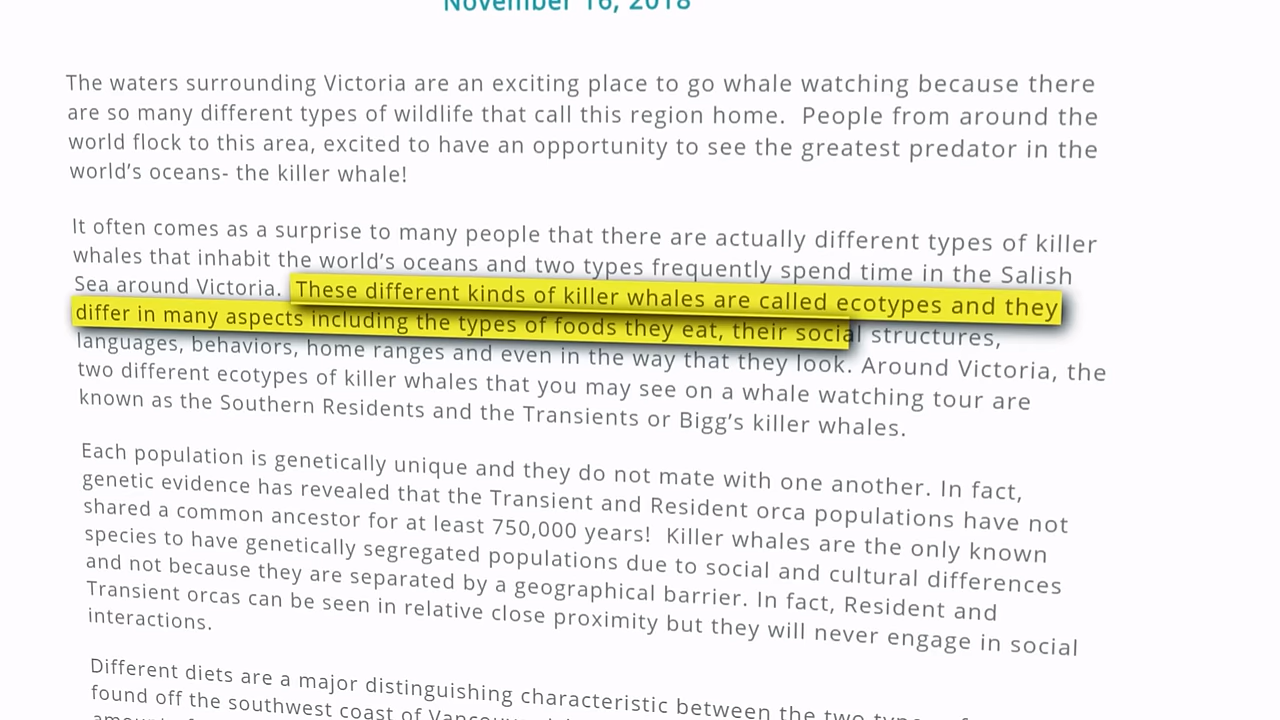 November 16, 2018
The waters surrounding Victoria are an exciting place to go whale watching because there
are so many different types of wildlife that call this region home.  People from around the
world flock to this area, excited to have an opportunity to see the greatest predator in the
world’s oceans- the killer whale!
It often comes as a surprise to many people that there are actually different types of killer
whales that inhabit the world’s oceans and two types frequently spend time in the Salish
Sea around Victoria. These different kinds of killer whales are called ecotypes and they
differ in many aspects including the types of foods they eat, their social structures,
languages, behaviors, home ranges and even in the way that they look. Around Victoria, the
two different ecotypes of killer whales that you may see on a whale watching tour are
known as the Southern Residents and the Transients or Bigg’s killer whales.
Each population is genetically unique and they do not mate with one another. In fact,
genetic evidence has revealed that the Transient and Resident orca populations have not
shared a common ancestor for at least 750,000 years!  Killer whales are the only known
species to have genetically segregated populations due to social and cultural differences
and not because they are separated by a geographical barrier. In fact, Resident and
Transient orcas can be seen in relative close proximity but they will never engage in social
interactions.
Different diets are a major distinguishing characteristic between the two
found off the southwest coast of